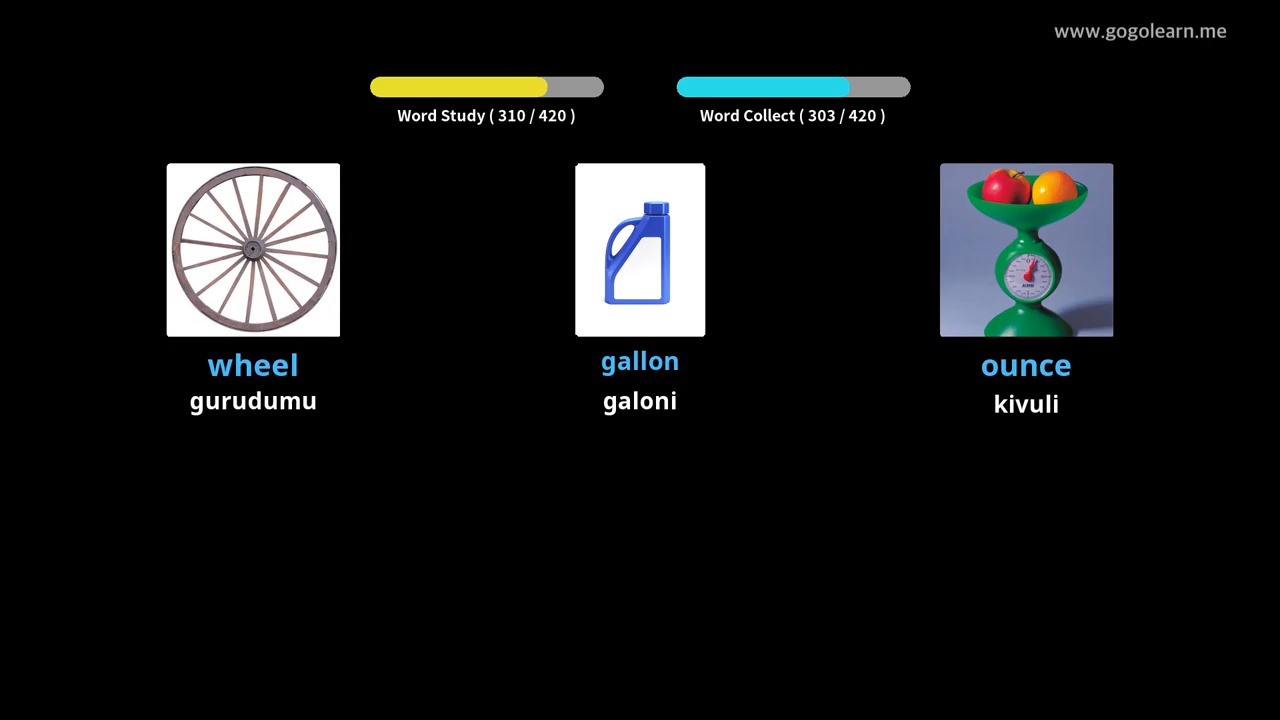 www.gogolearn.me
Word Study ( 310 / 420 )
Word Collect ( 303 / 420 )
wheel
gurudumu
gallon
galoni
ounce
kivuli